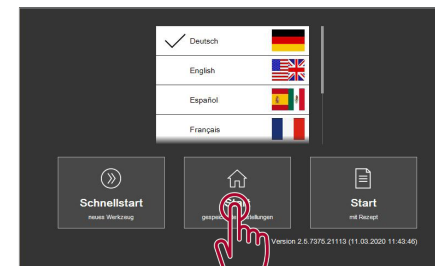 Deutsch
English
Español
Français
Schnellstart
neues Werkzeug
Start
mit Rezept
Version 2.5.7375.21113 (11.03.2020 11:43:46)